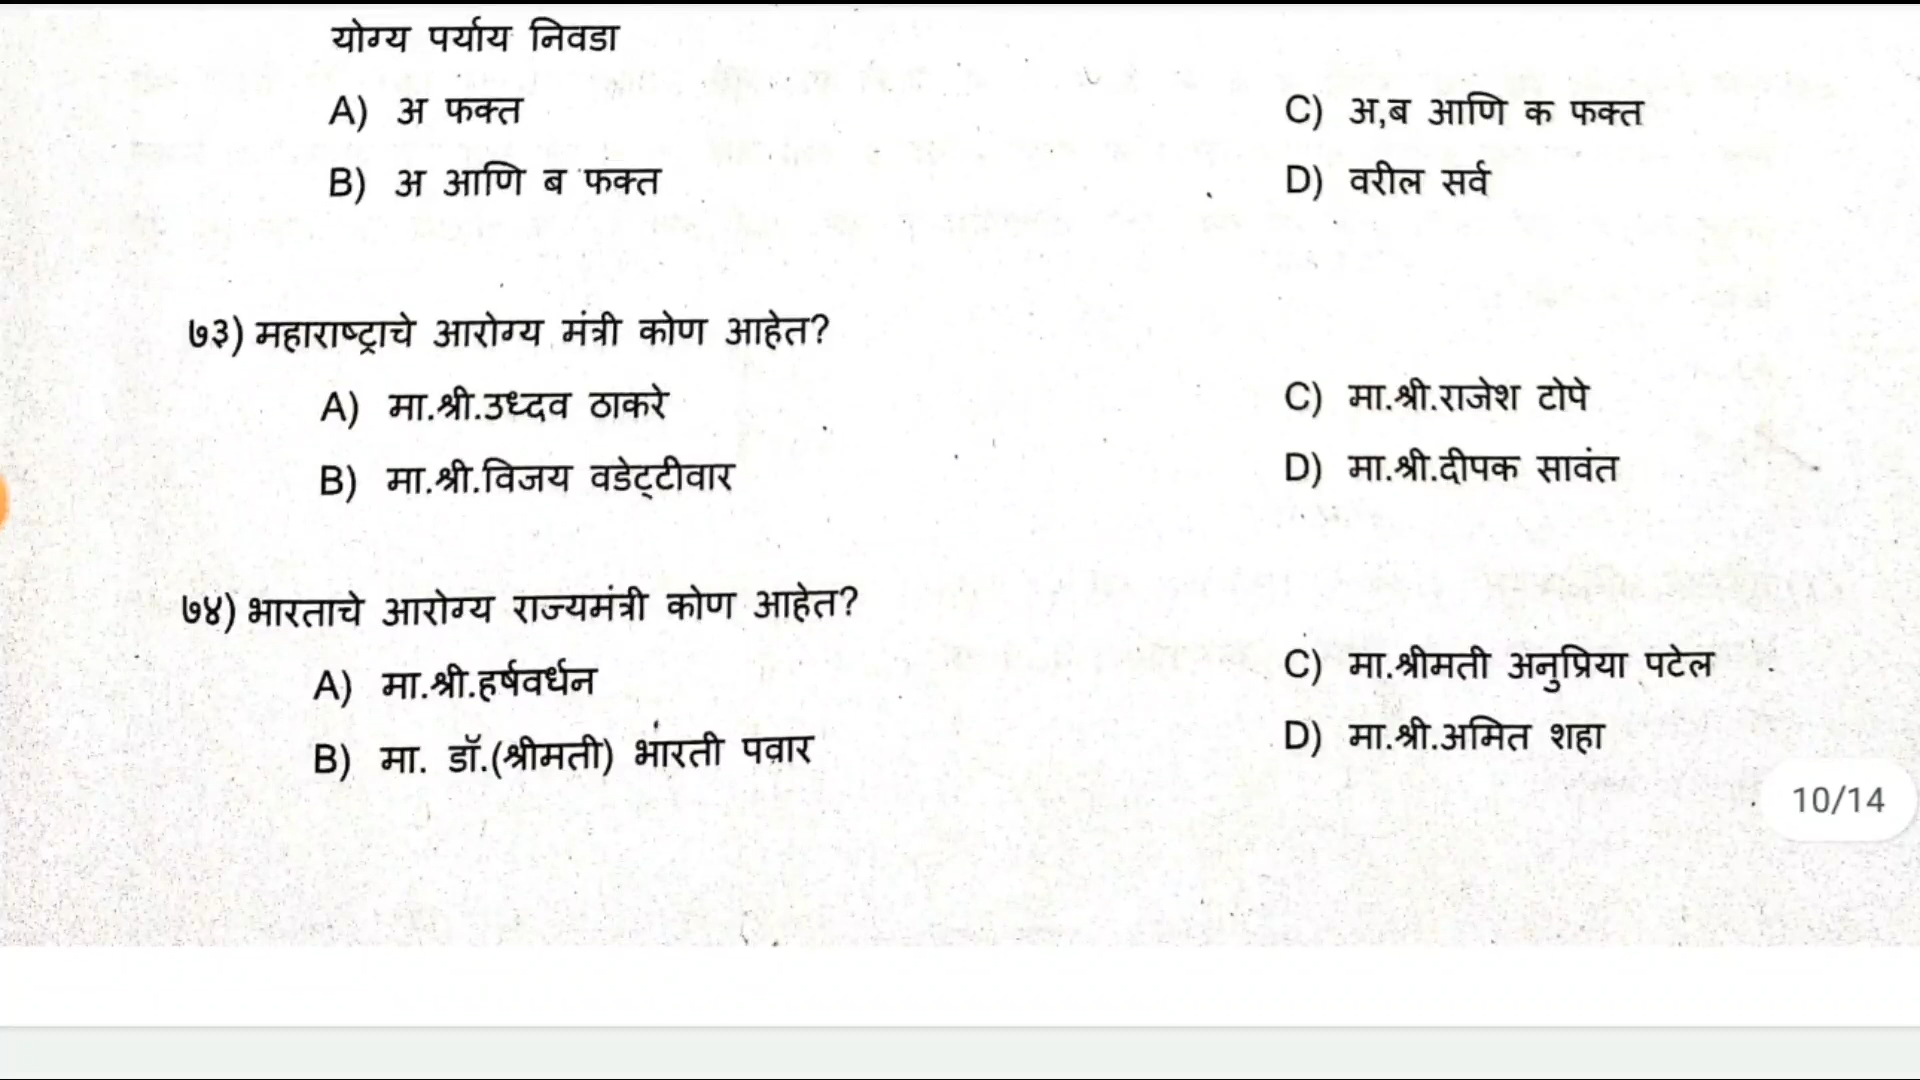 योग्य पर्याय निवडा
A) अ फक्त
B) अ आणि ब फक्त
C) अ,ब आणि क फक्त
D) वरील सर्व
७३) महाराष्ट्राचे आरोग्य मंत्री कोण आहेत?
A) मा.श्री.उध्दव ठाकरे
B) मा.श्री.विजय वडेट्टीवार
C) मा.श्री.राजेश टोपे
D) मा.श्री.दीपक सावंत
७४) भारताचे आरोग्य राज्यमंत्री कोण आहेत?
A) मा.श्री.हर्षवर्धन
B) मा. डॉ.(श्रीमती) भारती पवार
C) मा.श्रीमती अनुप्रिया पटेल
D) मा.श्री.अमित शहा
10/14